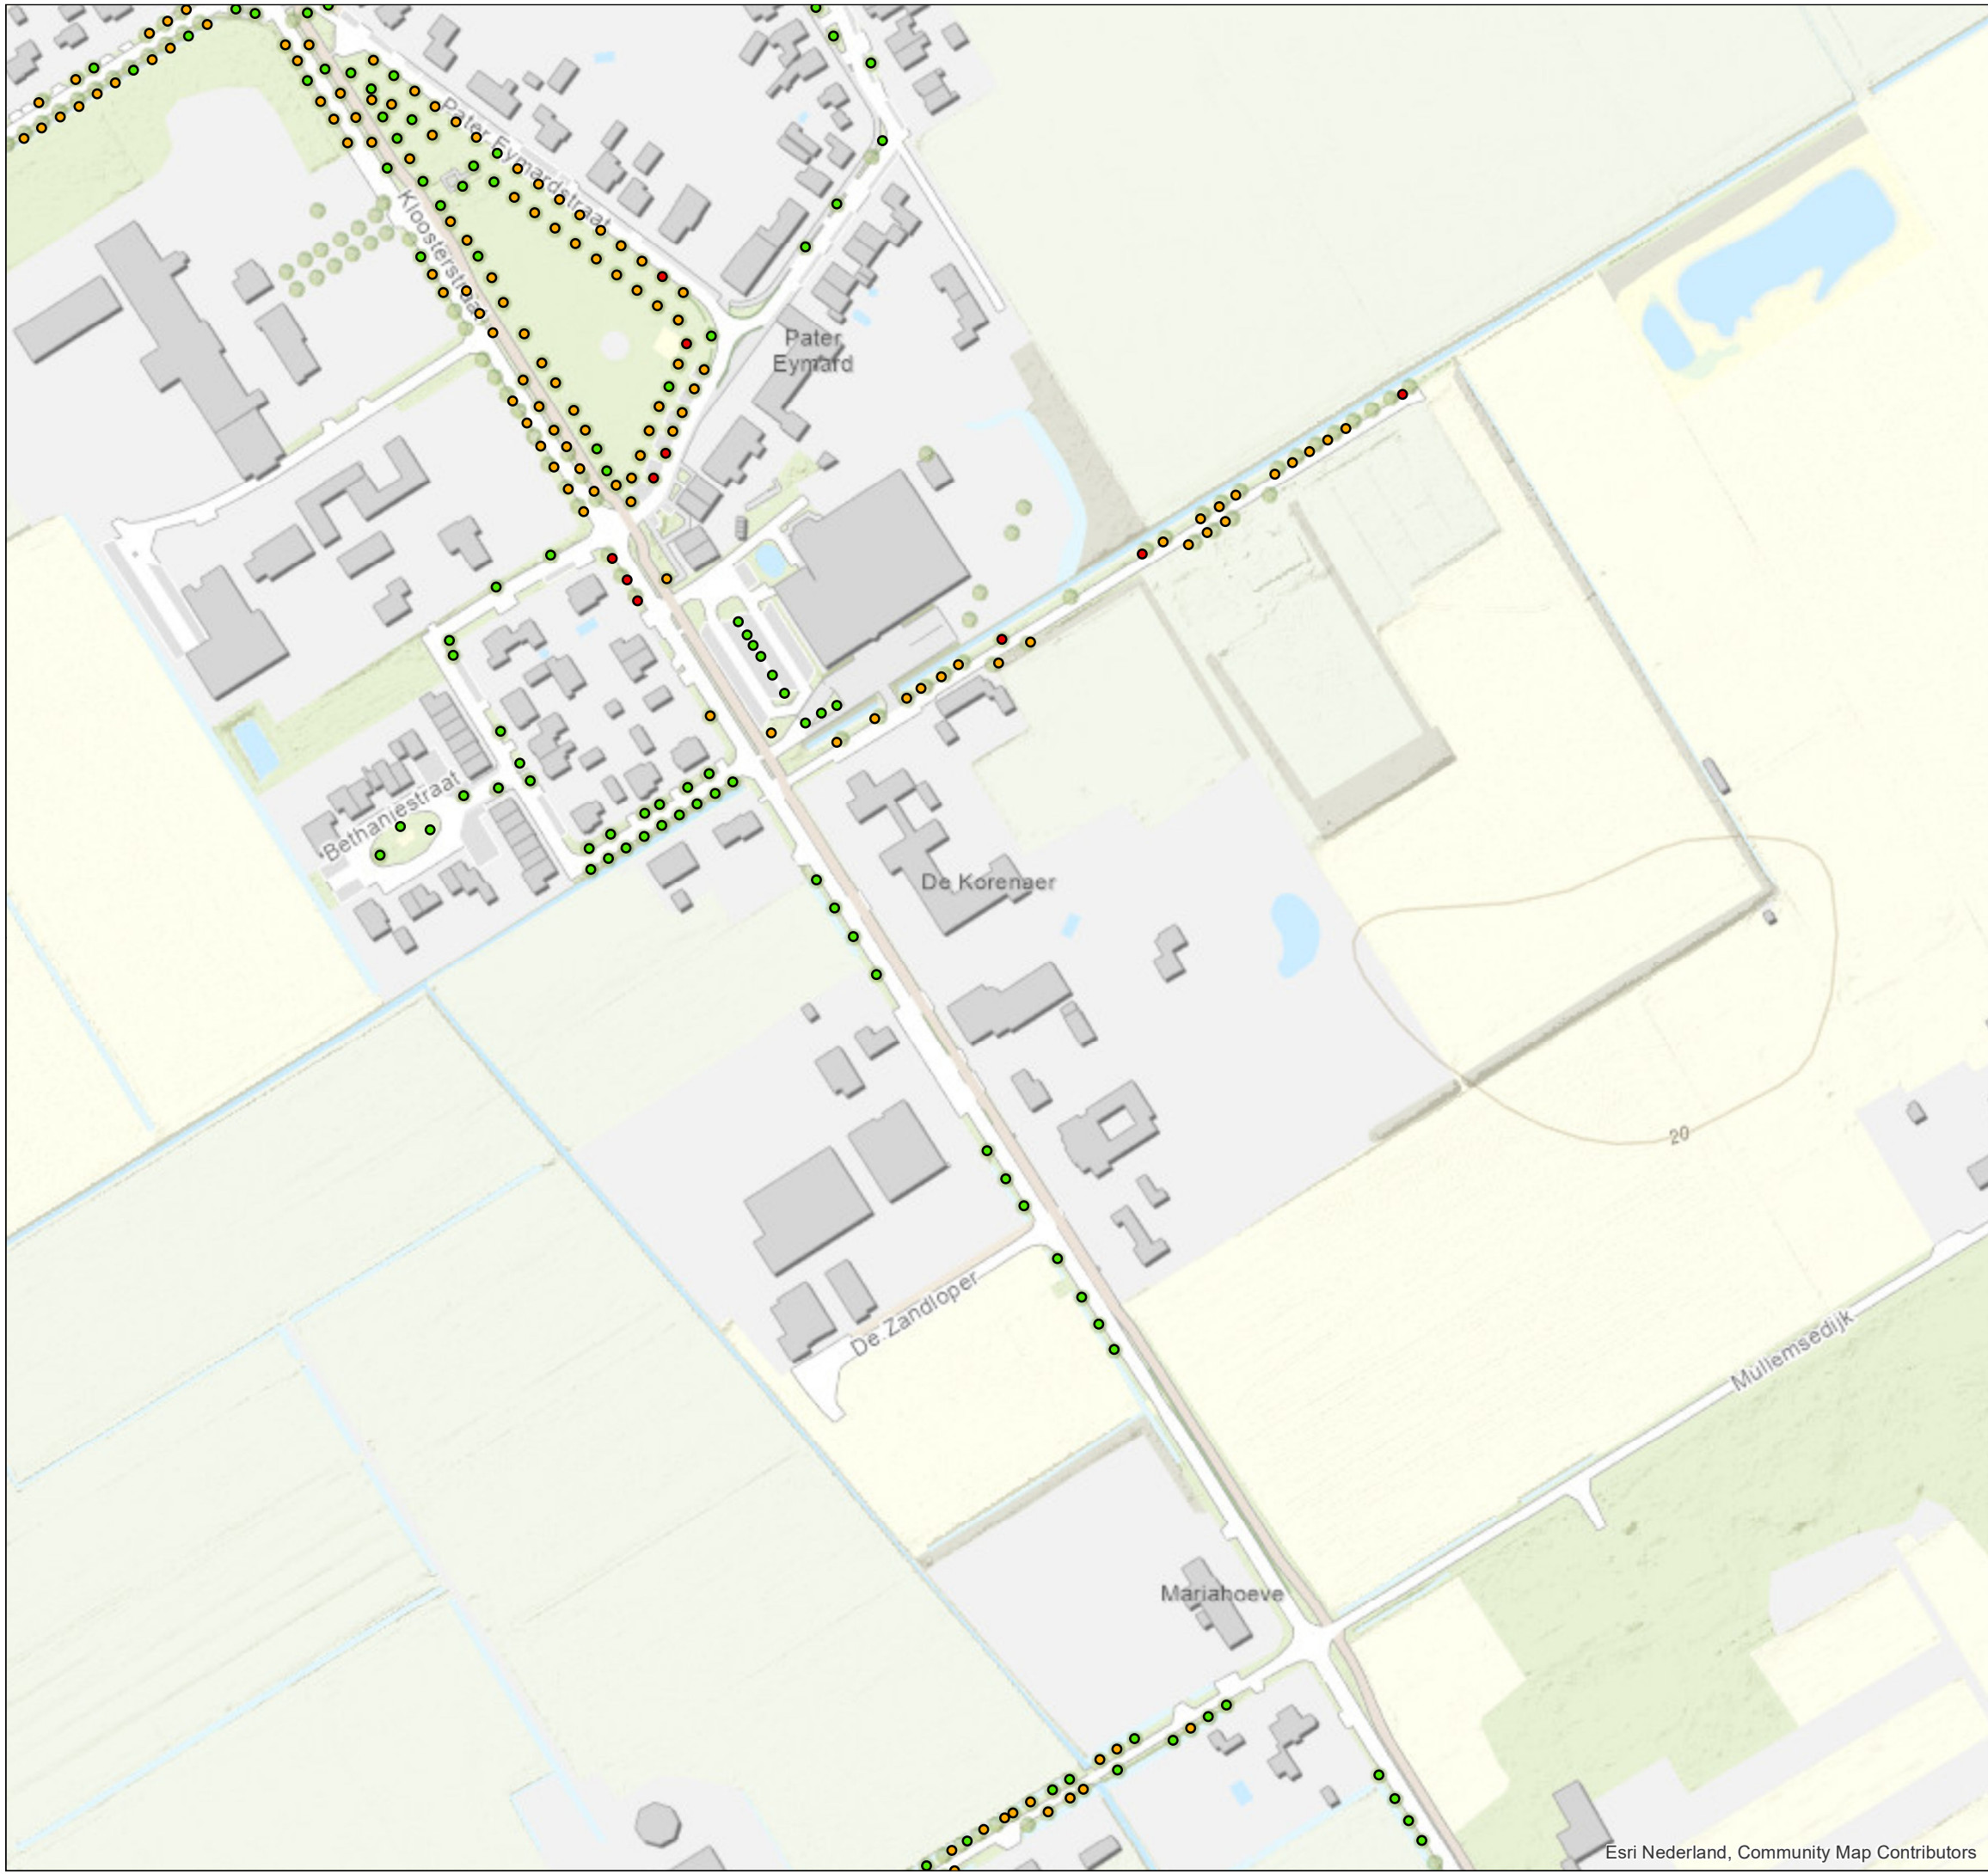 Pater Eymardstraat
Kloosterstraat
Pater
Eymard
Bethaniestraat
De Korenaer
20
De Zandloper
Mullemsedijk
Mariahoeve
Esri Nederland, Community Map Contributors